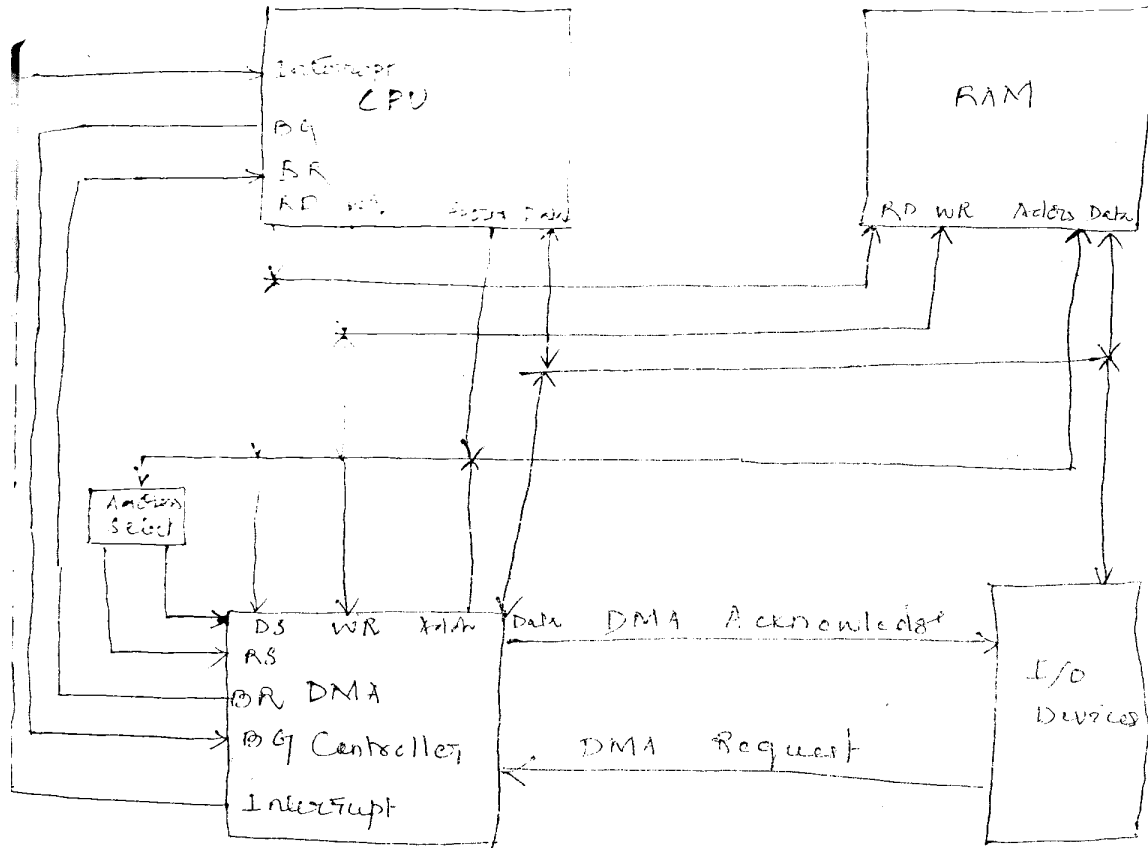 Interrupt
CPU
BG
BR
RD WR
RAM
RD WR Address Data
Select
DS WR Data DMA Acknowledge
RS
BR DMA
BG Controller
Interrupt
DMA Request
I/O
Devices